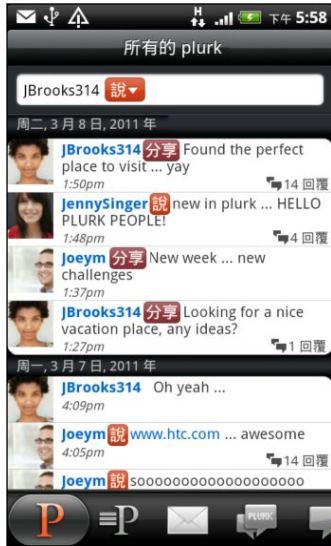 H
下午 5:58
所有的 plurk
JBrooks314 說
周二, 3 月 8 日, 2011 年
JBrooks314 分享 Found the perfect
place to visit ... yay
1:50pm 14 回覆
JennySinger 說 new in plurk ... HELLO
PLURK PEOPLE!
1:48pm 4 回覆
Joeym 分享 New week ... new
challenges
1:37pm
JBrooks314 分享 Looking for a nice
vacation place, any ideas?
1:27pm 1 回覆
周一, 3 月 7 日, 2011 年
JBrooks314 Oh yeah ...
4:09pm
Joeym 說 www.htc.com ... awesome
4:05pm 14 回覆
Joeym 說 sooooooooooooooooooo
P P PLURK